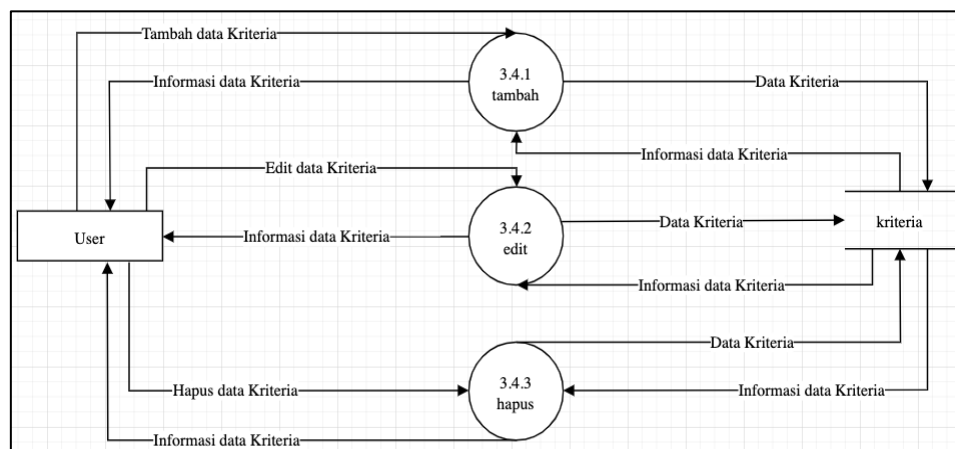 Tambah data Kriteria
3.4.1
tambah
Informasi data Kriteria
Data Kriteria
Informasi data Kriteria
Edit data Kriteria
3.4.2
edit
User
Informasi data Kriteria
Data Kriteria
kriteria
Informasi data Kriteria
Data Kriteria
3.4.3
hapus
Hapus data Kriteria
Informasi data Kriteria
Informasi data Kriteria